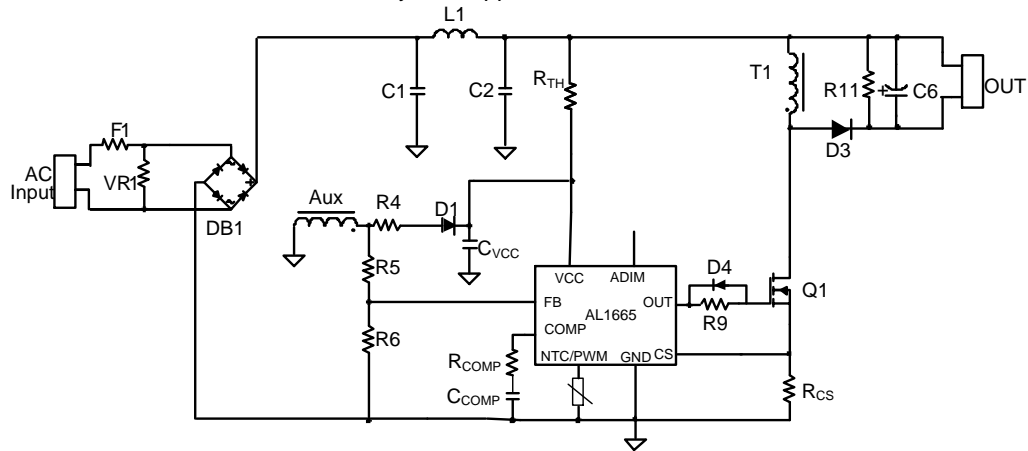 L1
T1
C1
C2
RTH
R11
+
C6
OUT
D3
F1
AC
Input
VR1
DB1
Aux
R4
D1
CVCC
R5
R6
VCC
ADIM
FB
OUT
AL1665
COMP
NTC/PWM
GND
CS
D4
R9
Q1
RCOMP
CCOMP
RCS